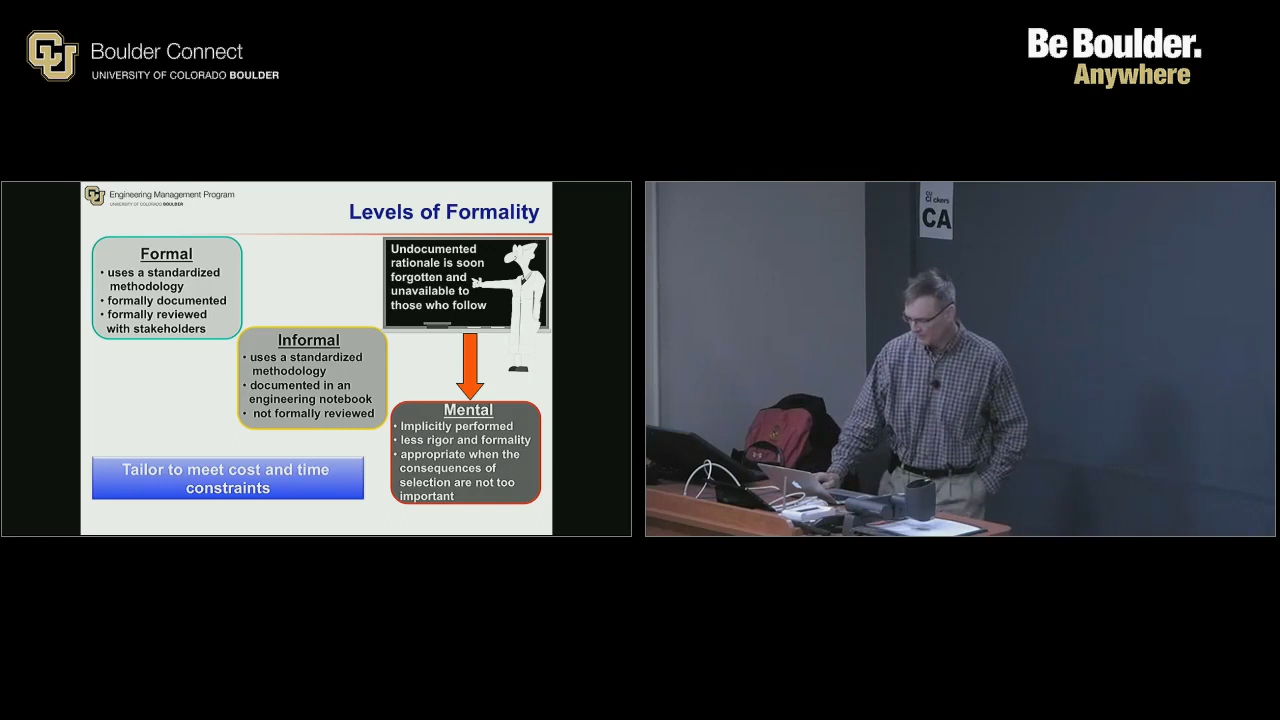 Boulder Connect
UNIVERSITY OF COLORADO BOULDER
Be Boulder.
Anywhere
Engineering Management Program
UNIVERSITY OF COLORADO BOULDER
Levels of Formality
Formal
• uses a standardized
methodology
• formally documented
• formally reviewed
with stakeholders
Undocumented
rationale is soon
forgotten and
unavailable to
those who follow
Informal
• uses a standardized
methodology
• documented in an
engineering notebook
• not formally reviewed
Mental
• Implicitly performed
• less rigor and formality
• appropriate when the
consequences of
selection are not too
important
Tailor to meet cost and time
constraints
CU
CLickers
CA